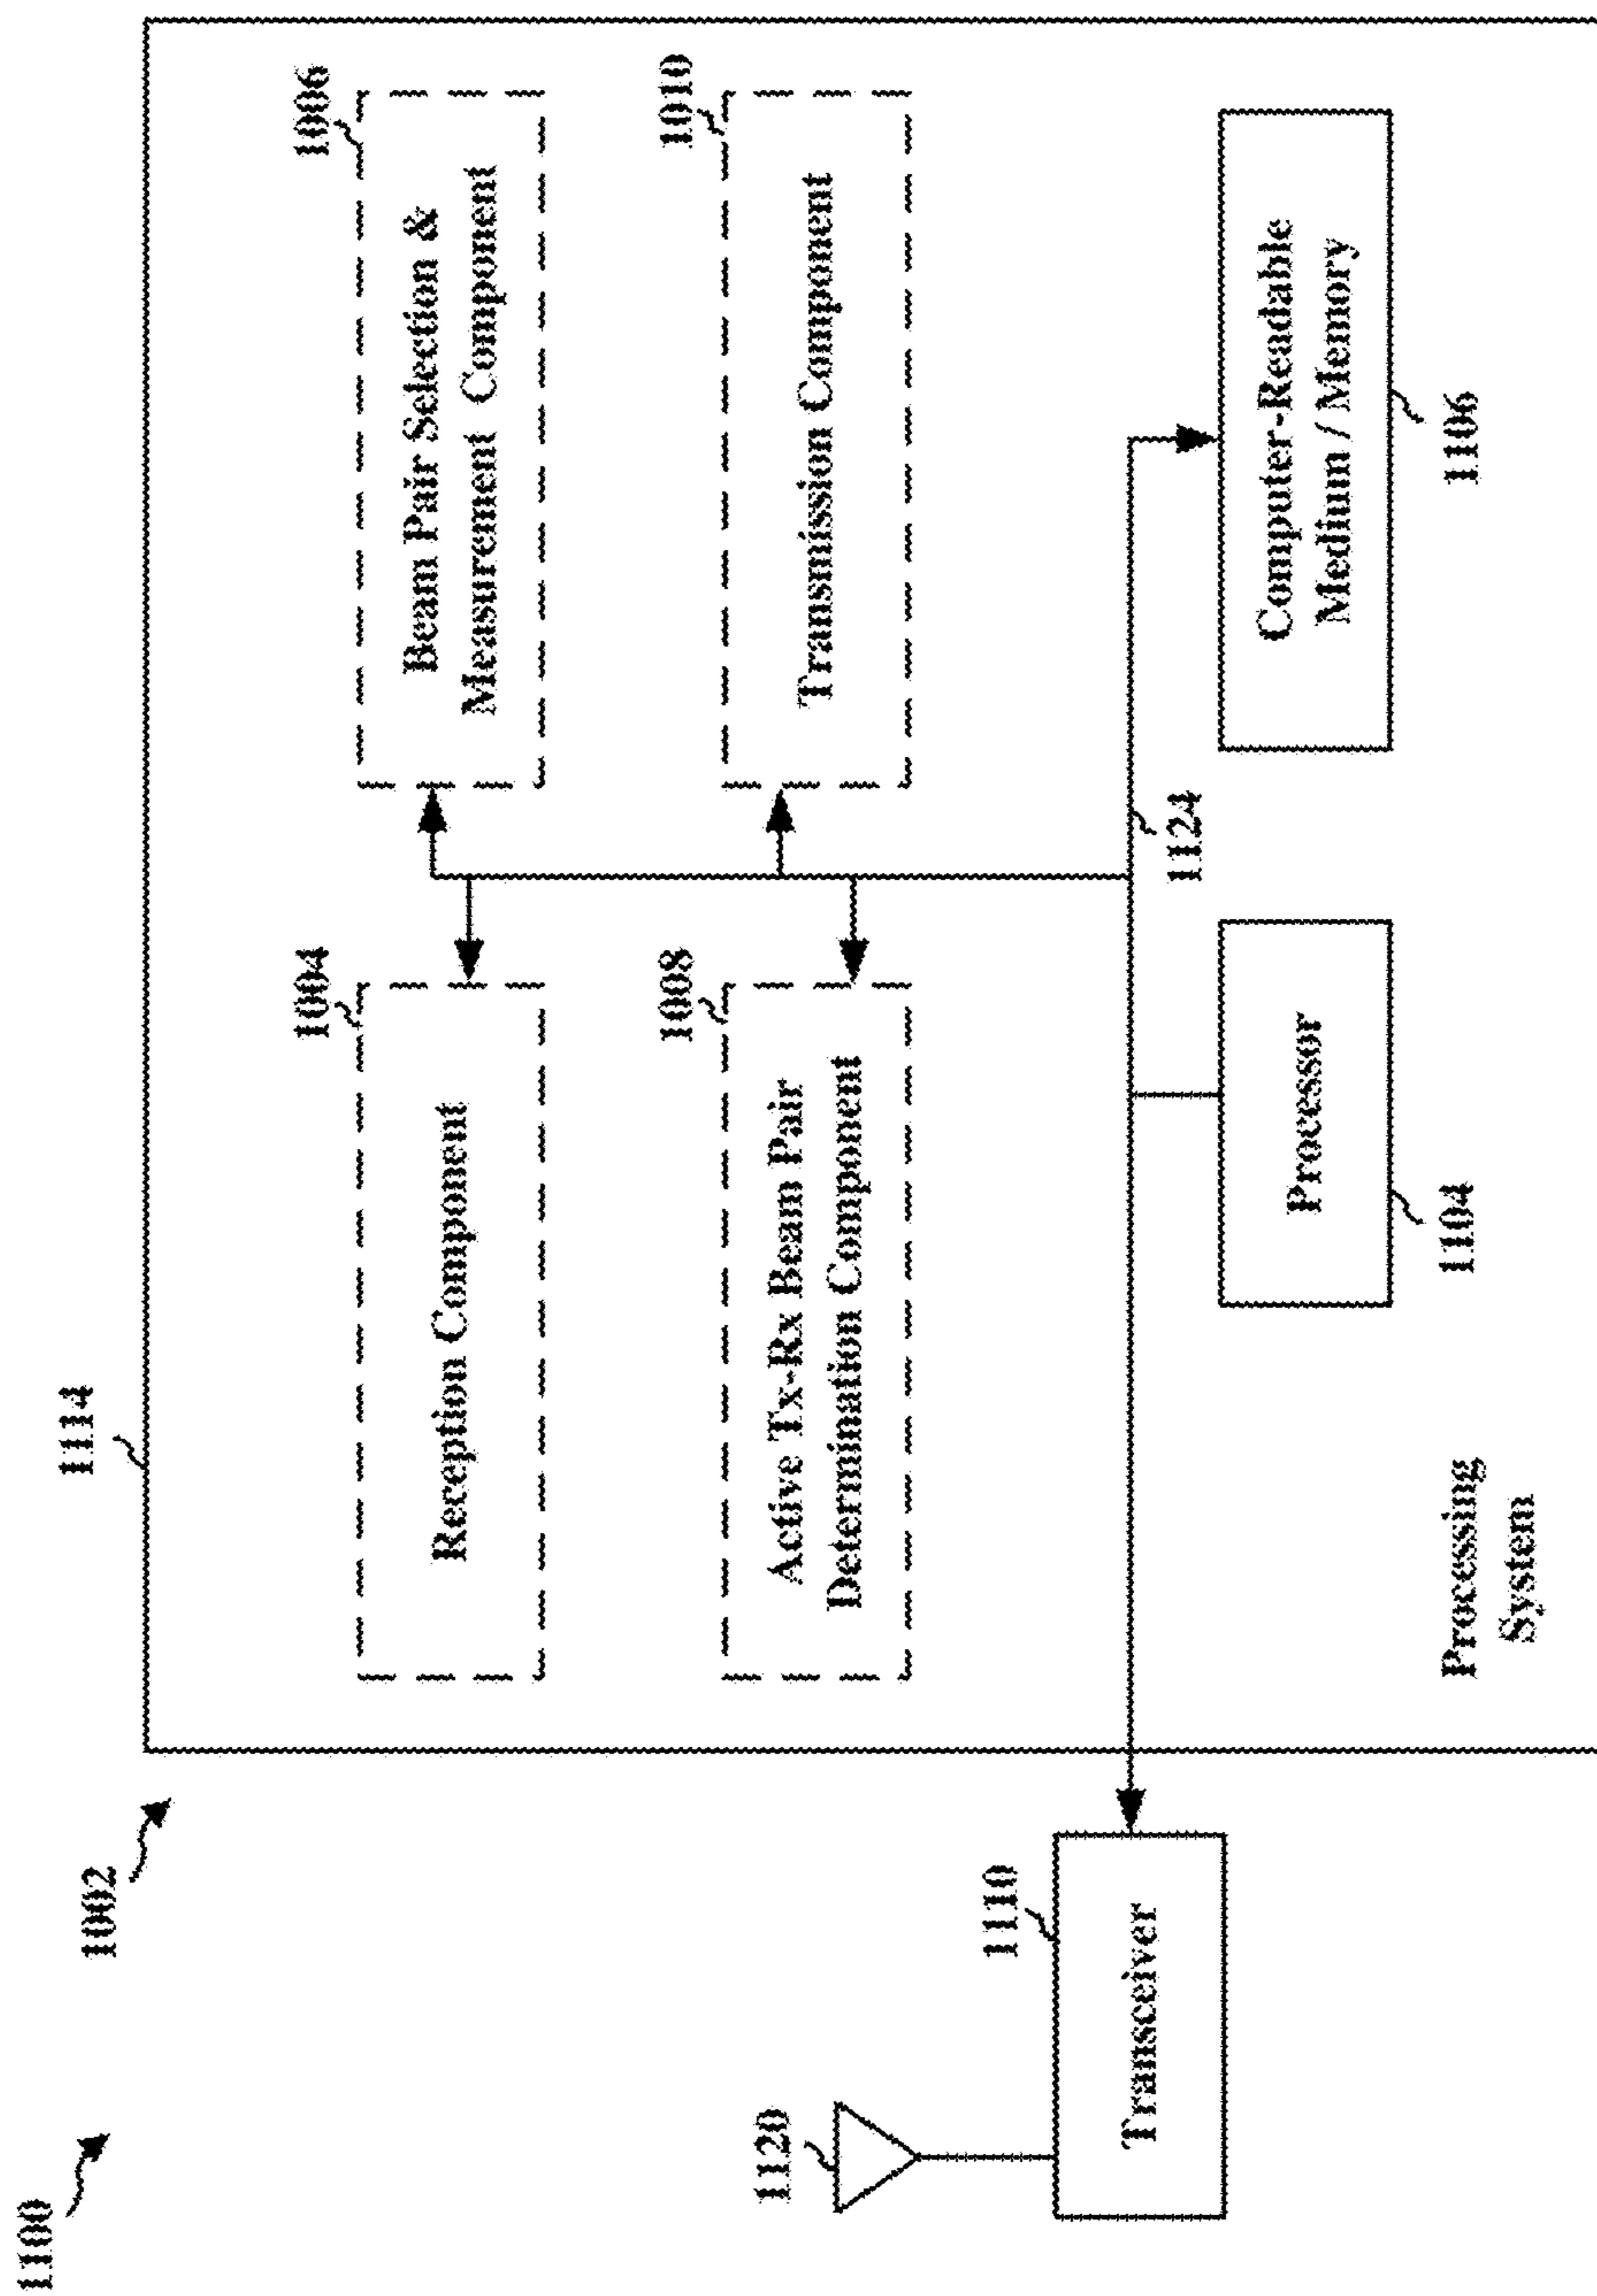 1100
1002
1114
1004
1006
Reception Component
Beam Pair Selection &
Measurement Component
1008
1010
Active Tx-Rx Beam Pair
Determination Component
Transmission Component
1120
1110
Transceiver
1124
Processor
1104
Computer-Readable
Medium / Memory
1106
Processing
System